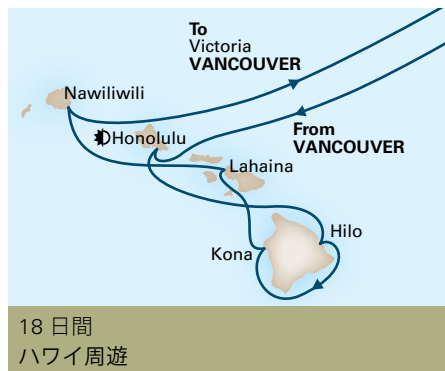 To
Victoria
VANCOUVER
Nawiliwili
Honolulu
From
VANCOUVER
Lahaina
Hilo
Kona
18 日間
ハワイ周遊